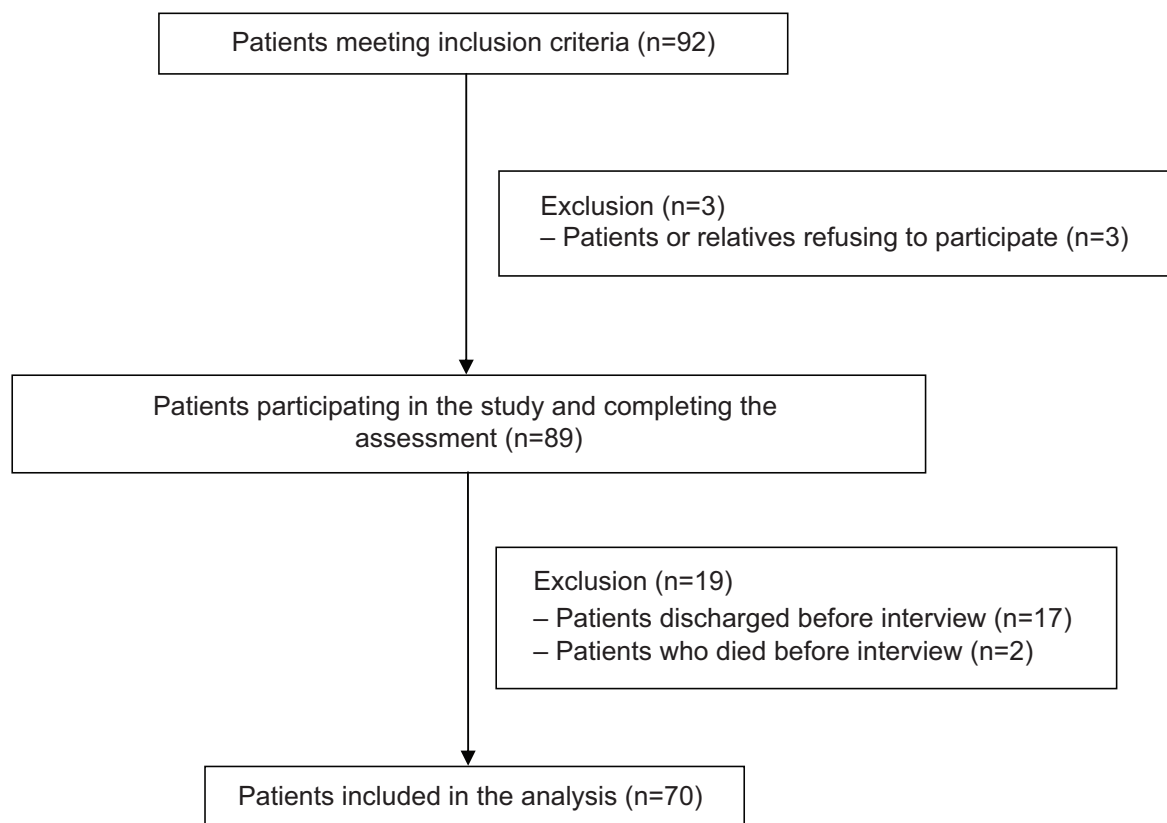 Patients meeting inclusion criteria (n=92)
Exclusion (n=3)
– Patients or relatives refusing to participate (n=3)
Patients participating in the study and completing the
assessment (n=89)
Exclusion (n=19)
– Patients discharged before interview (n=17)
– Patients who died before interview (n=2)
Patients included in the analysis (n=70)